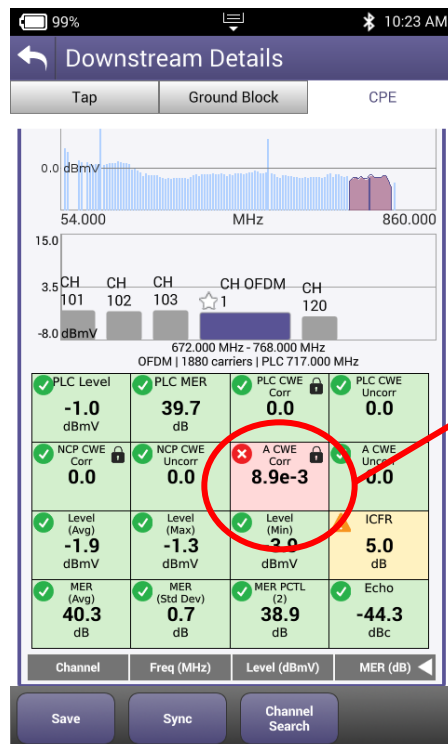 99% 10:23 AM
Downstream Details
Tap Ground Block CPE
0.0 dBmV
54.000 MHz 860.000
15.0
3.5
CH 101 CH 102 CH 103 CH OFDM 1 CH 120
-8.0 dBmV
672.000 MHz - 768.000 MHz
OFDM | 1880 carriers | PLC 717.000 MHz
PLC Level PLC MER PLC CWE Corr PLC CWE Uncorr
-1.0 39.7 0.0 0.0
dBmV dB
NCP CWE Corr NCP CWE Uncorr A CWE Corr A CWE Uncorr
0.0 0.0 8.9e-3 0.0
Level (Avg) Level (Max) Level (Min) ICFR
-1.9 -1.3 -3.9 5.0
dBmV dBmV dBmV dB
MER (Avg) MER (Std Dev) MER PCTL (2) Echo
40.3 0.7 38.9 -44.3
dB dB dB dBc
Channel Freq (MHz) Level (dBmV) MER (dB)
Save Sync Channel Search